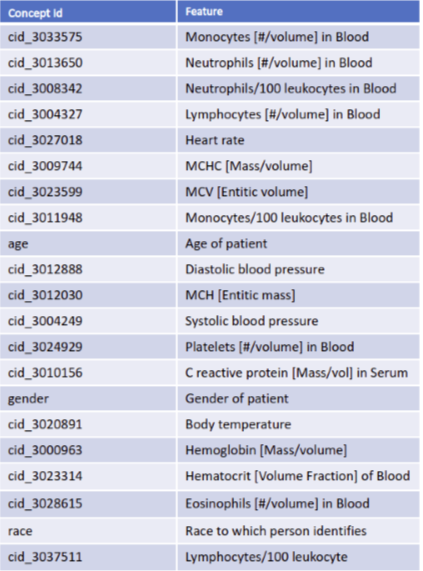 Concept Id Feature
cid_3033575 Monocytes [#/volume] in Blood
cid_3013650 Neutrophils [#/volume] in Blood
cid_3008342 Neutrophils/100 leukocytes in Blood
cid_3004327 Lymphocytes [#/volume] in Blood
cid_3027018 Heart rate
cid_3009744 MCHC [Mass/volume]
cid_3023599 MCV [Entitic volume]
cid_3011948 Monocytes/100 leukocytes in Blood
age Age of patient
cid_3012888 Diastolic blood pressure
cid_3012030 MCH [Entitic mass]
cid_3004249 Systolic blood pressure
cid_3024929 Platelets [#/volume] in Blood
cid_3010156 C reactive protein [Mass/vol] in Serum
gender Gender of patient
cid_3020891 Body temperature
cid_3000963 Hemoglobin [Mass/volume]
cid_3023314 Hematocrit [Volume Fraction] of Blood
cid_3028615 Eosinophils [#/volume] in Blood
race Race to which person identifies
cid_3037511 Lymphocytes/100 leukocyte